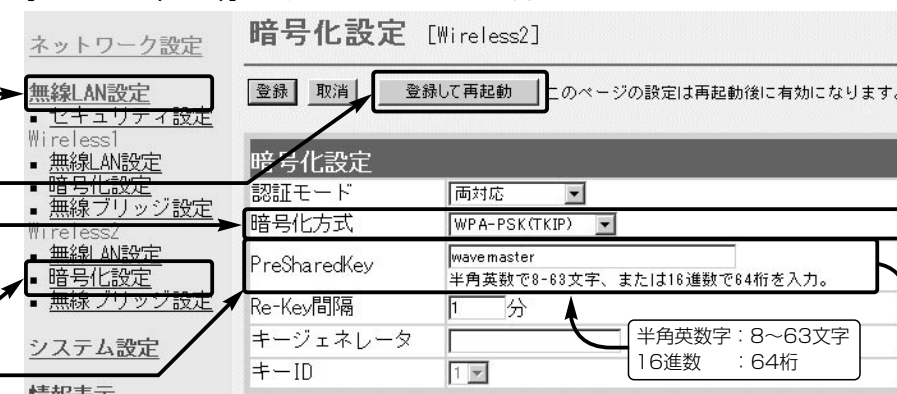 ネットワーク設定
無線LAN設定
▪ セキュリティ設定
Wireless1
▪ 無線LAN設定
▪ 暗号化設定
▪ 無線ブリッジ設定
Wireless2
▪ 無線LAN設定
▪ 暗号化設定
▪ 無線ブリッジ設定
システム設定
情報表示
暗号化設定 [Wireless2]
登録 取消 登録して再起動 このページの設定は再起動後に有効になります。
暗号化設定
認証モード 両対応
暗号化方式 WPA-PSK(TKIP)
PreSharedKey wavemaster
半角英数で8-63文字、または16進数で64桁を入力。
Re-Key間隔 1 分
キージェネレータ
キーID 1
半角英数字：8～63文字
16進数　：64桁